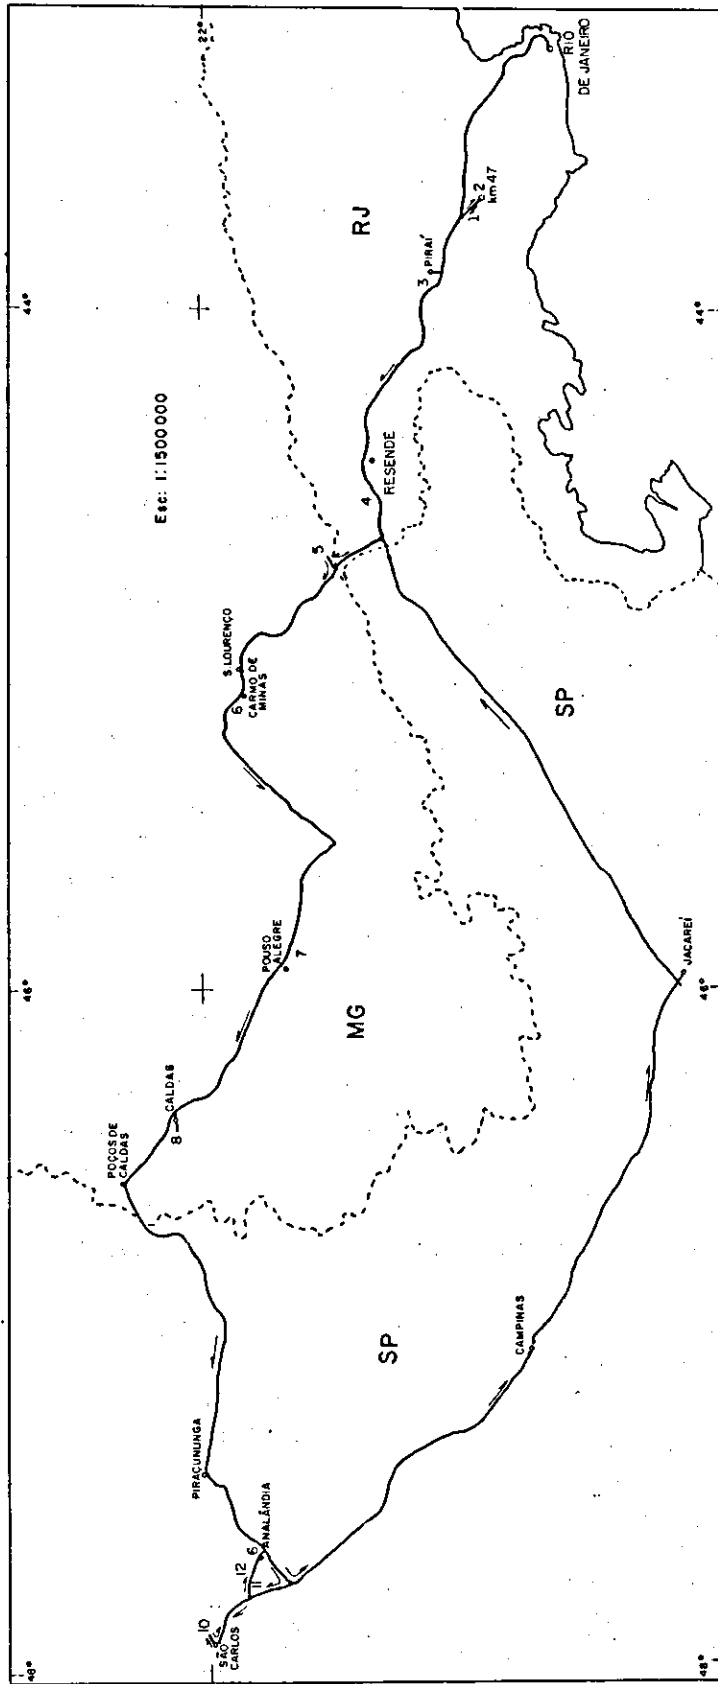 48°
46°
44°
22°
Esc: 1:1500000
POÇOS DE
CALDAS
8
CALDAS
PIRAÇUNUNGA
POUSO
ALEGRE
7
S. LOURENÇO
6
CARMO DE
MINAS
5
10
SÃO
CARLOS
12
11
6
ANALÂNDIA
MG
RJ
SP
4
RESENDE
3
PIRAÍ
1
2
km 47
RIO
DE JANEIRO
CAMPINAS
SP
JACAREÍ
48°
46°
44°